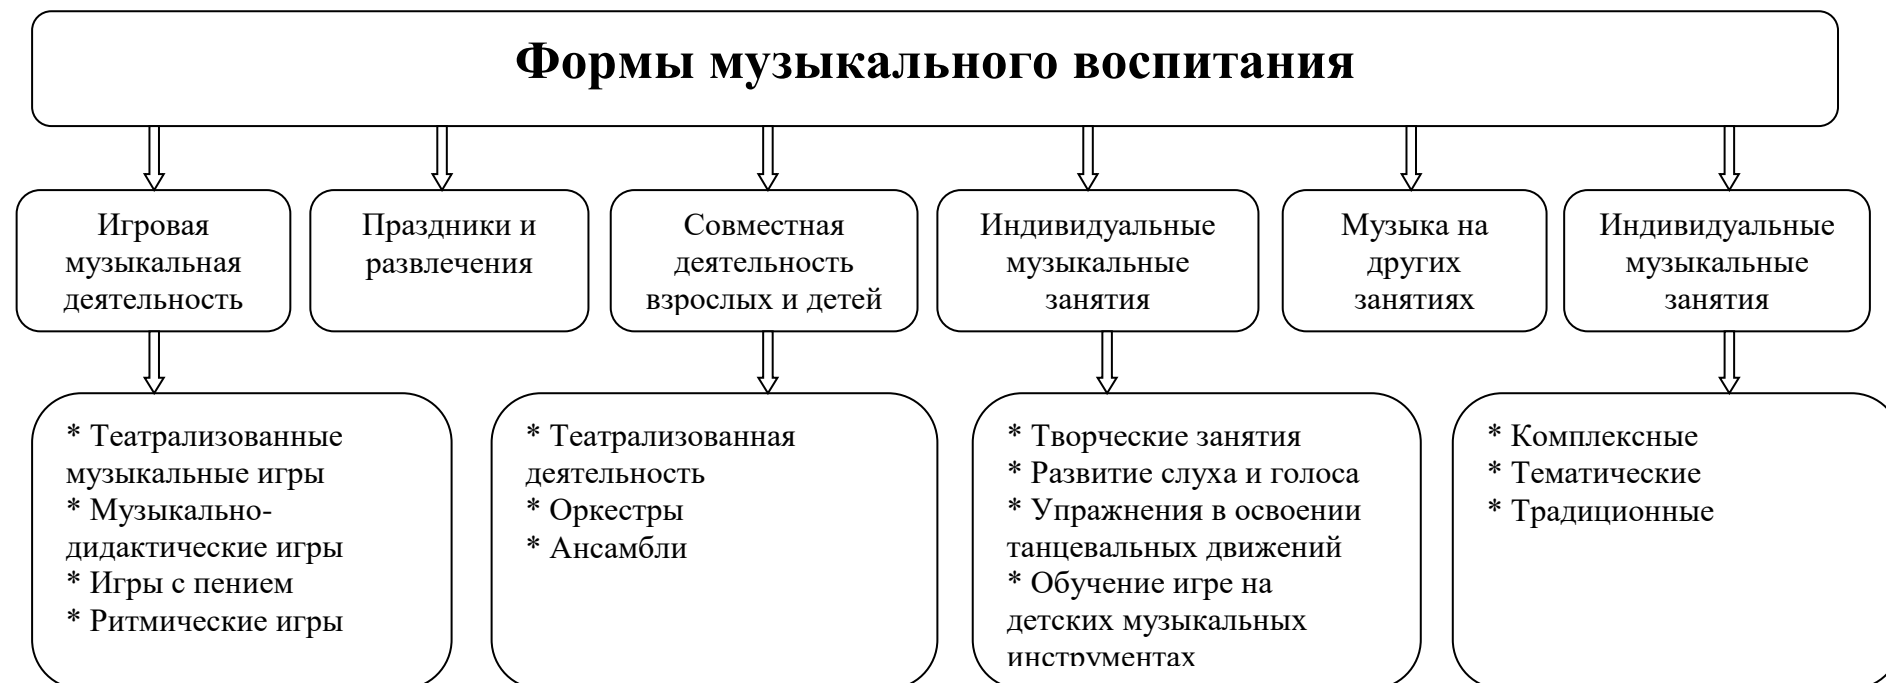 Формы музыкального воспитания
Игровая
музыкальная
деятельность
Праздники и
развлечения
Совместная
деятельность
взрослых и детей
Индивидуальные
музыкальные
занятия
Музыка на
других
занятиях
Индивидуальные
музыкальные
занятия
* Театрализованные
музыкальные игры
* Музыкально-
дидактические игры
* Игры с пением
* Ритмические игры
* Театрализованная
деятельность
* Оркестры
* Ансамбли
* Творческие занятия
* Развитие слуха и голоса
* Упражнения в освоении
танцевальных движений
* Обучение игре на
детских музыкальных
инструментах
* Комплексные
* Тематические
* Традиционные